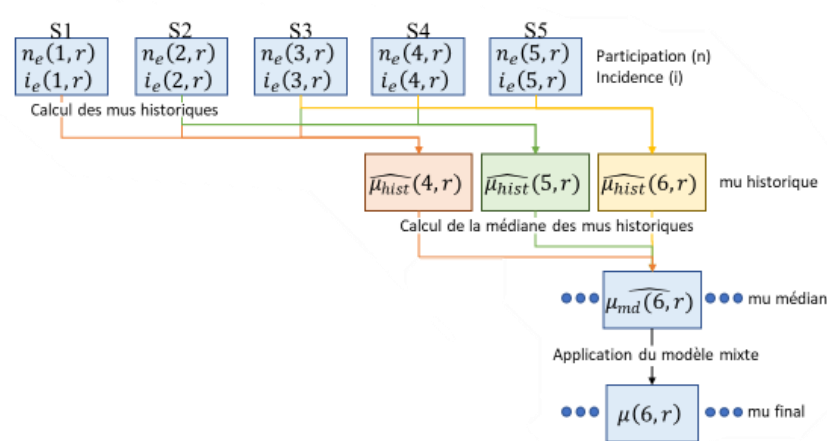 S1 S2 S3 S4 S5
n_e(1,r) n_e(2,r) n_e(3,r) n_e(4,r) n_e(5,r) Participation (n)
i_e(1,r) i_e(2,r) i_e(3,r) i_e(4,r) i_e(5,r) Incidence (i)
Calcul des mus historiques
μ_hist(4,r) μ_hist(5,r) μ_hist(6,r) mu historique
Calcul de la médiane des mus historiques
μ_md(6,r) mu médian
Application du modèle mixte
μ(6,r) mu final